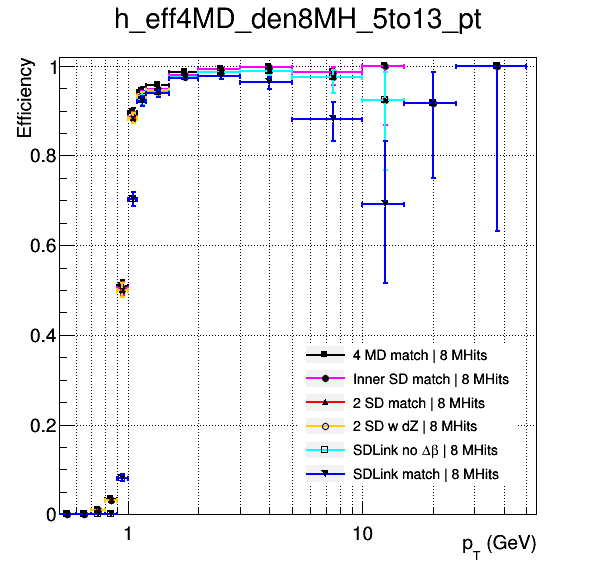 h_eff4MD_den8MH_5to13_pt
Efficiency
1
0.8
0.6
0.4
0.2
0
4 MD match | 8 MHits
Inner SD match | 8 MHits
2 SD match | 8 MHits
2 SD w dZ | 8 MHits
SDLink no Δβ | 8 MHits
SDLink match | 8 MHits
1
10
p_T (GeV)